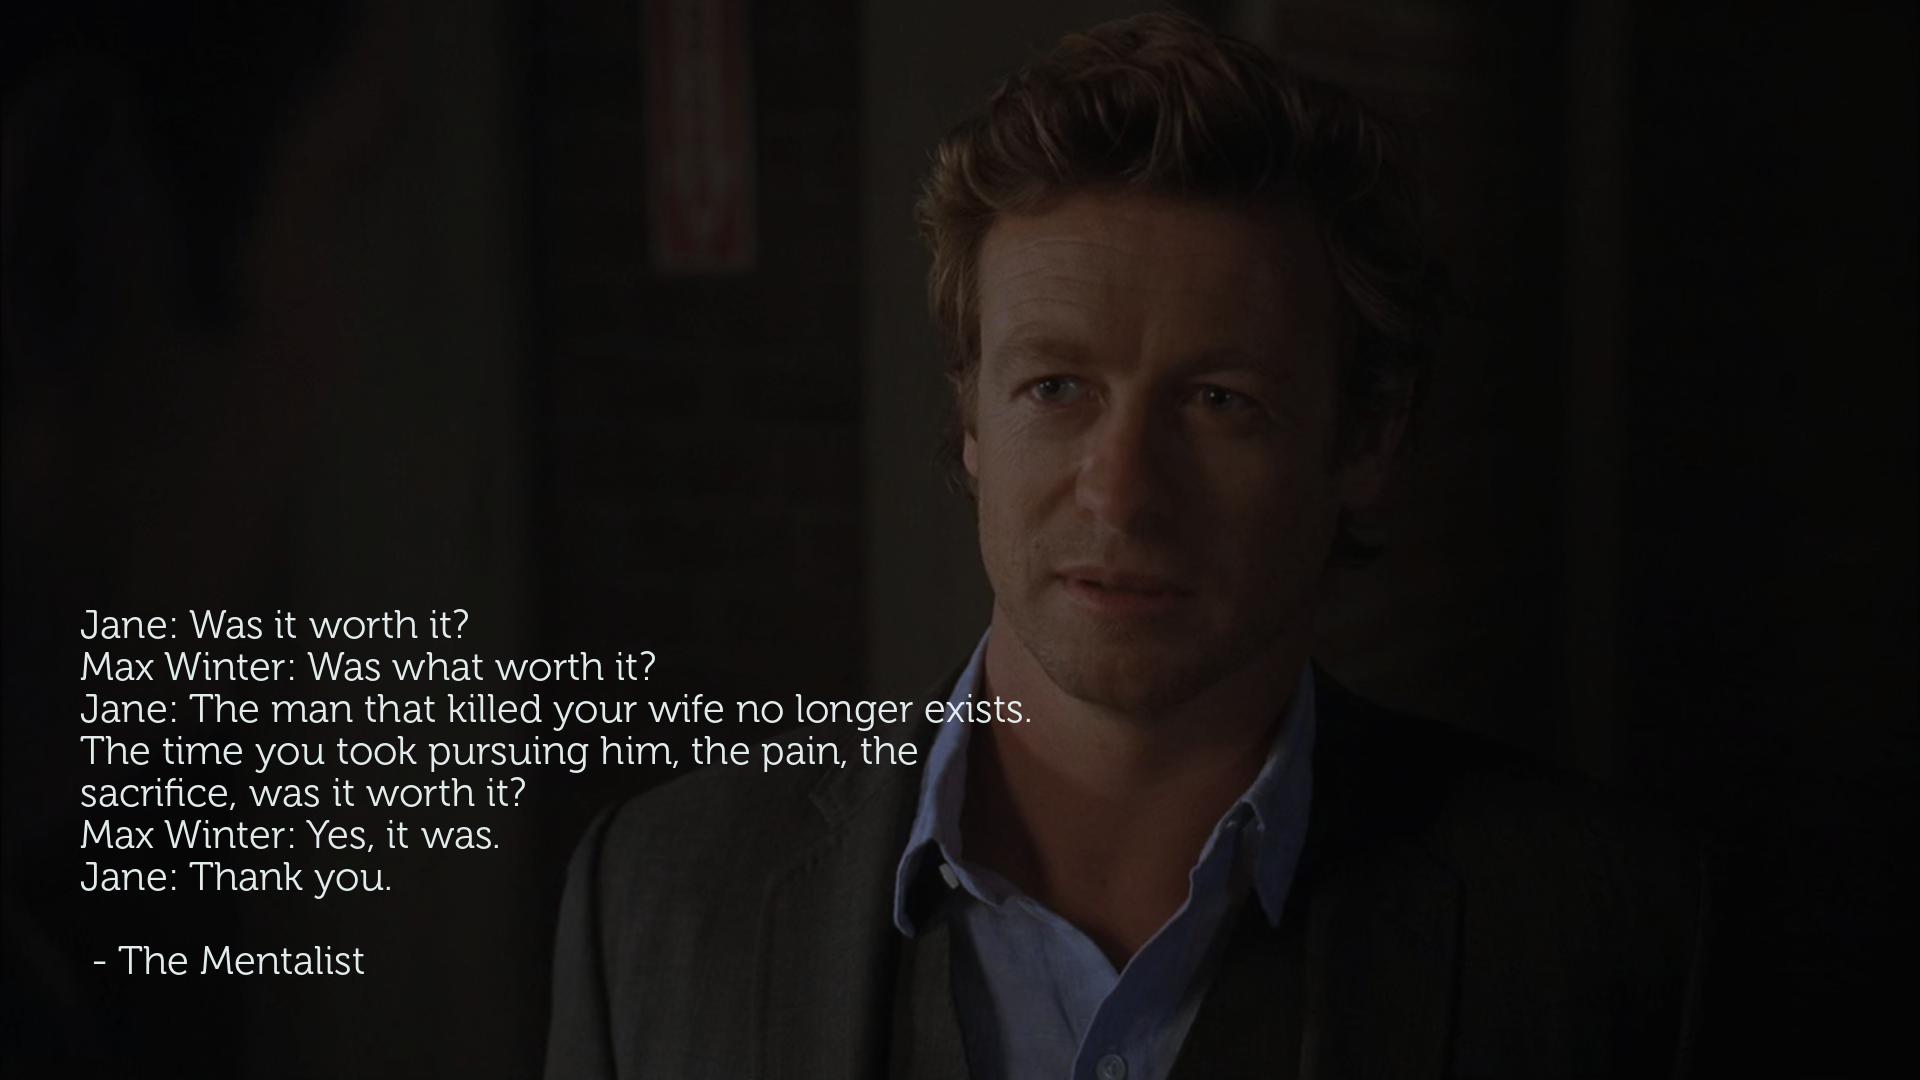 Jane: Was it worth it?
Max Winter: Was what worth it?
Jane: The man that killed your wife no longer exists.
The time you took pursuing him, the pain, the
sacrifice, was it worth it?
Max Winter: Yes, it was.
Jane: Thank you.
- The Mentalist